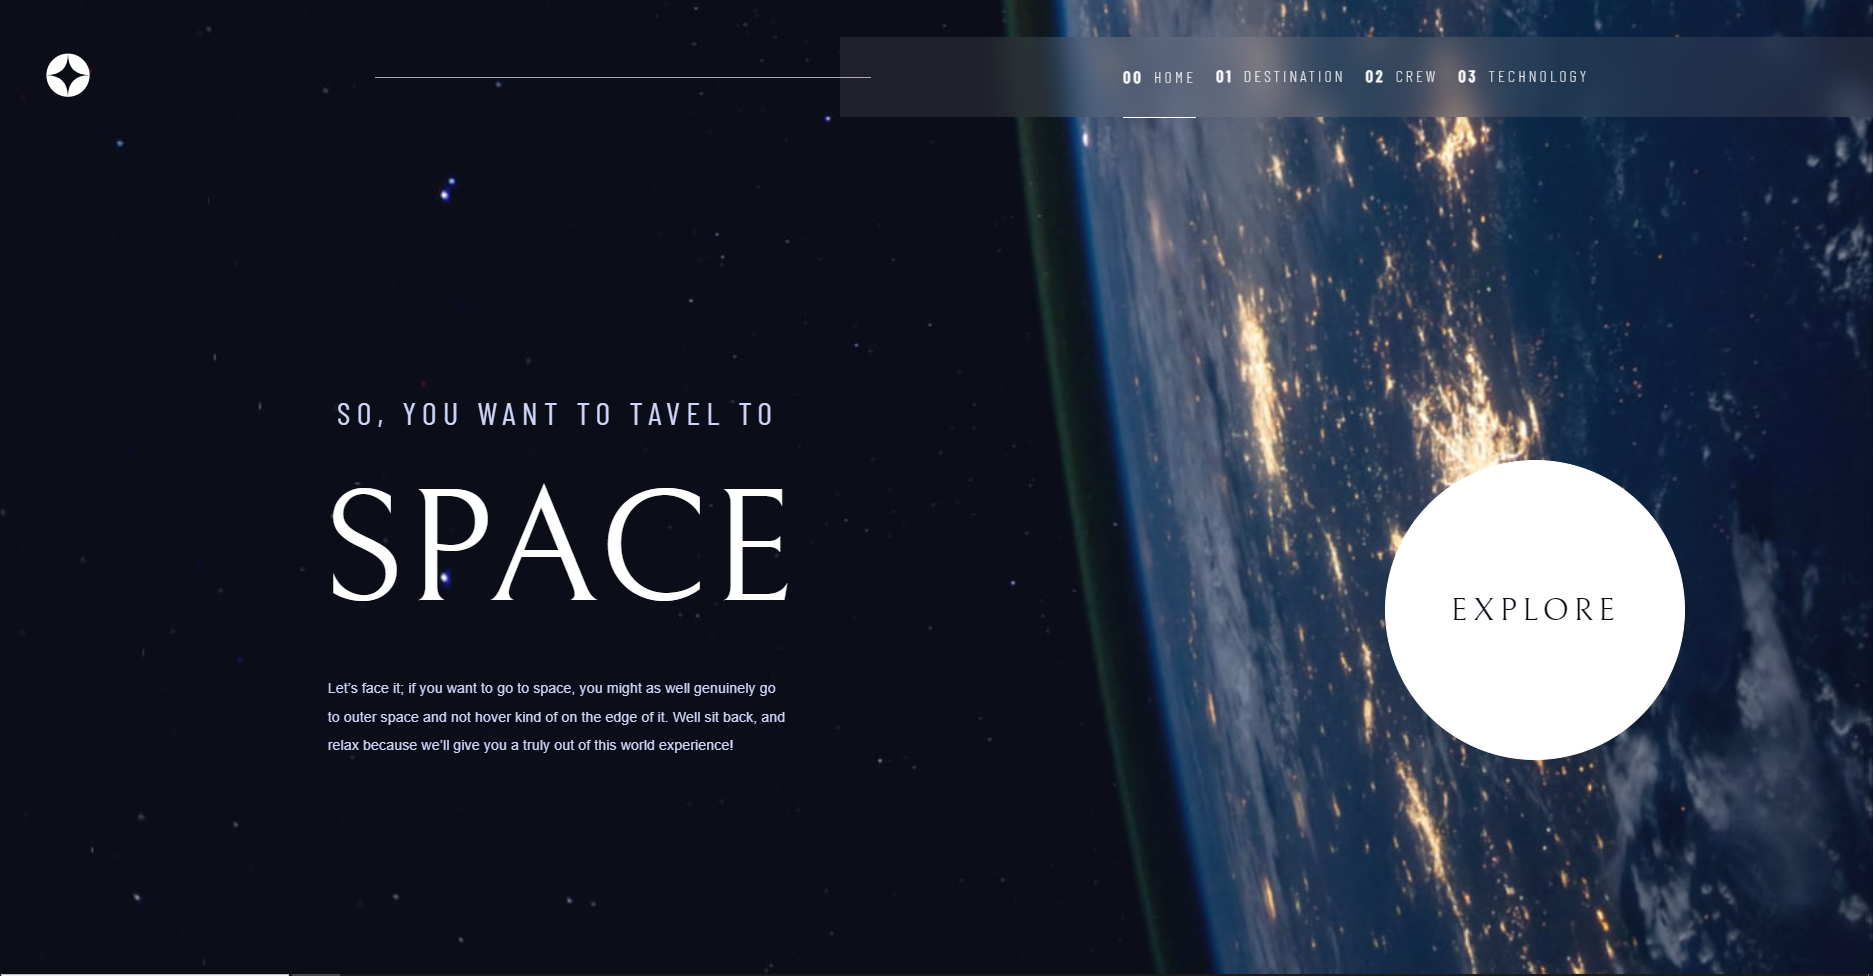 00 HOME 01 DESTINATION 02 CREW 03 TECHNOLOGY
SO, YOU WANT TO TAVEL TO
SPACE
Let’s face it; if you want to go to space, you might as well genuinely go
to outer space and not hover kind of on the edge of it. Well sit back, and
relax because we’ll give you a truly out of this world experience!
EXPLORE